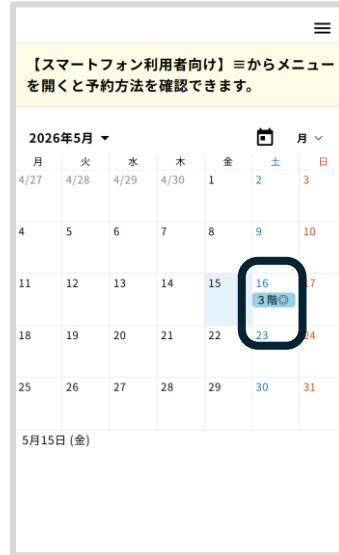 【スマートフォン利用者向け】≡からメニュー
を開くと予約方法を確認できます。
2026年5月 月
月 火 水 木 金 土 日
4/27 4/28 4/29 4/30 1 2 3
4 5 6 7 8 9 10
11 12 13 14 15 16 17
3階◎
18 19 20 21 22 23 24
25 26 27 28 29 30 31
5月15日 (金)